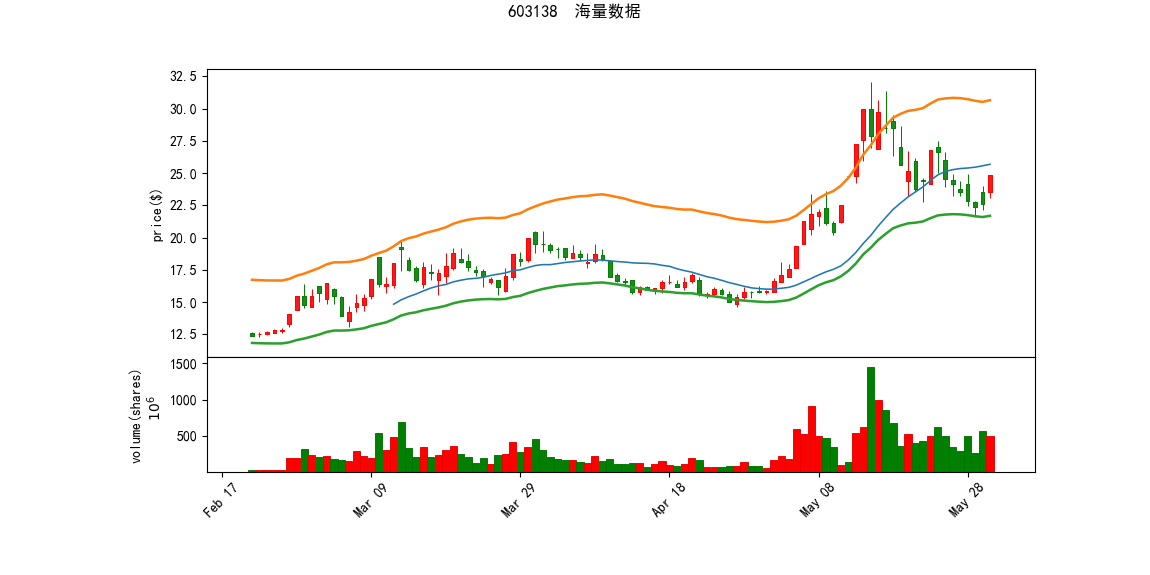 603138 海量数据
price($)
32.5
30.0
27.5
25.0
22.5
20.0
17.5
15.0
12.5
volume(shares)
10^6
1500
1000
500
Feb 17
Mar 09
Mar 29
Apr 18
May 08
May 28